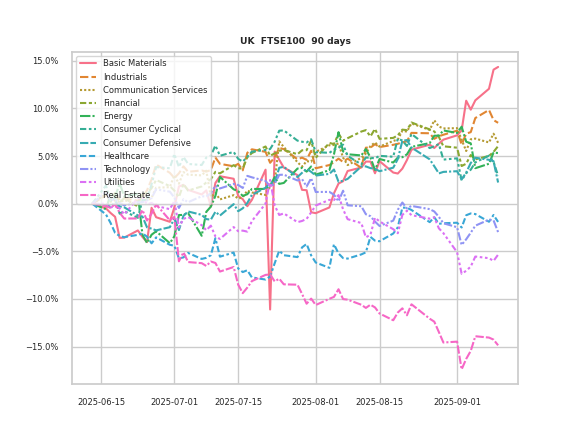 UK  FTSE100  90 days
15.0%
10.0%
5.0%
0.0%
−5.0%
−10.0%
−15.0%
Basic Materials
Industrials
Communication Services
Financial
Energy
Consumer Cyclical
Consumer Defensive
Healthcare
Technology
Utilities
Real Estate
2025-06-15
2025-07-01
2025-07-15
2025-08-01
2025-08-15
2025-09-01